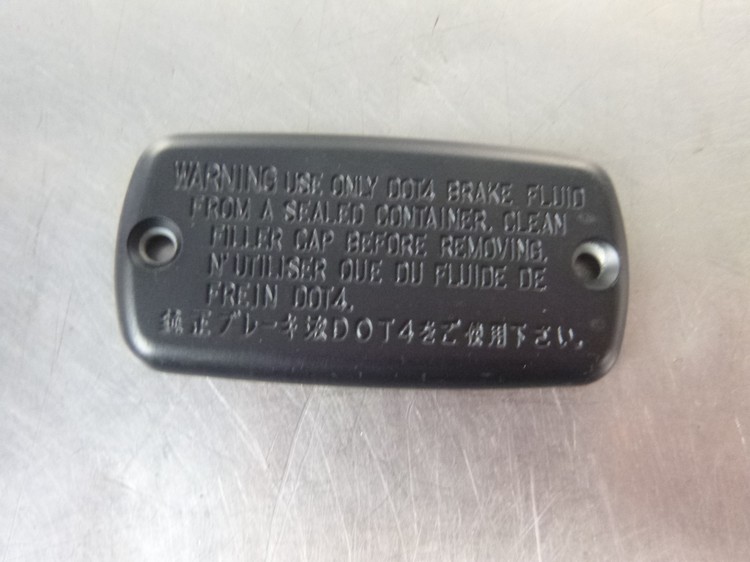 WARNING USE ONLY DOT4 BRAKE FLUID
FROM A SEALED CONTAINER. CLEAN
FILLER CAP BEFORE REMOVING.
N'UTILISER QUE DU FLUIDE DE
FREIN DOT4.
純正ブレーキ液DOT4をご使用下さい。